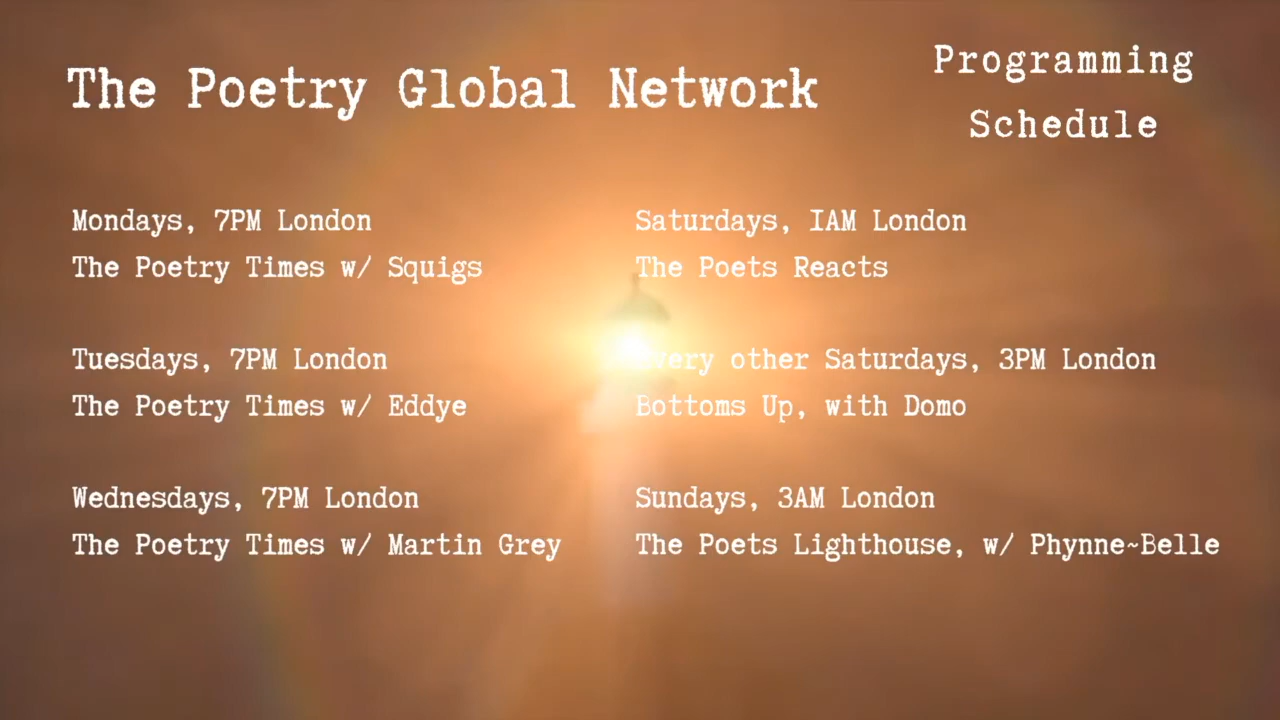 The Poetry Global Network
Programming
Schedule
Mondays, 7PM London
The Poetry Times w/ Squigs
Tuesdays, 7PM London
The Poetry Times w/ Eddye
Wednesdays, 7PM London
The Poetry Times w/ Martin Grey
Saturdays, 1AM London
The Poets Reacts
Every other Saturdays, 3PM London
Bottoms Up, with Domo
Sundays, 3AM London
The Poets Lighthouse, w/ Phynne~Belle